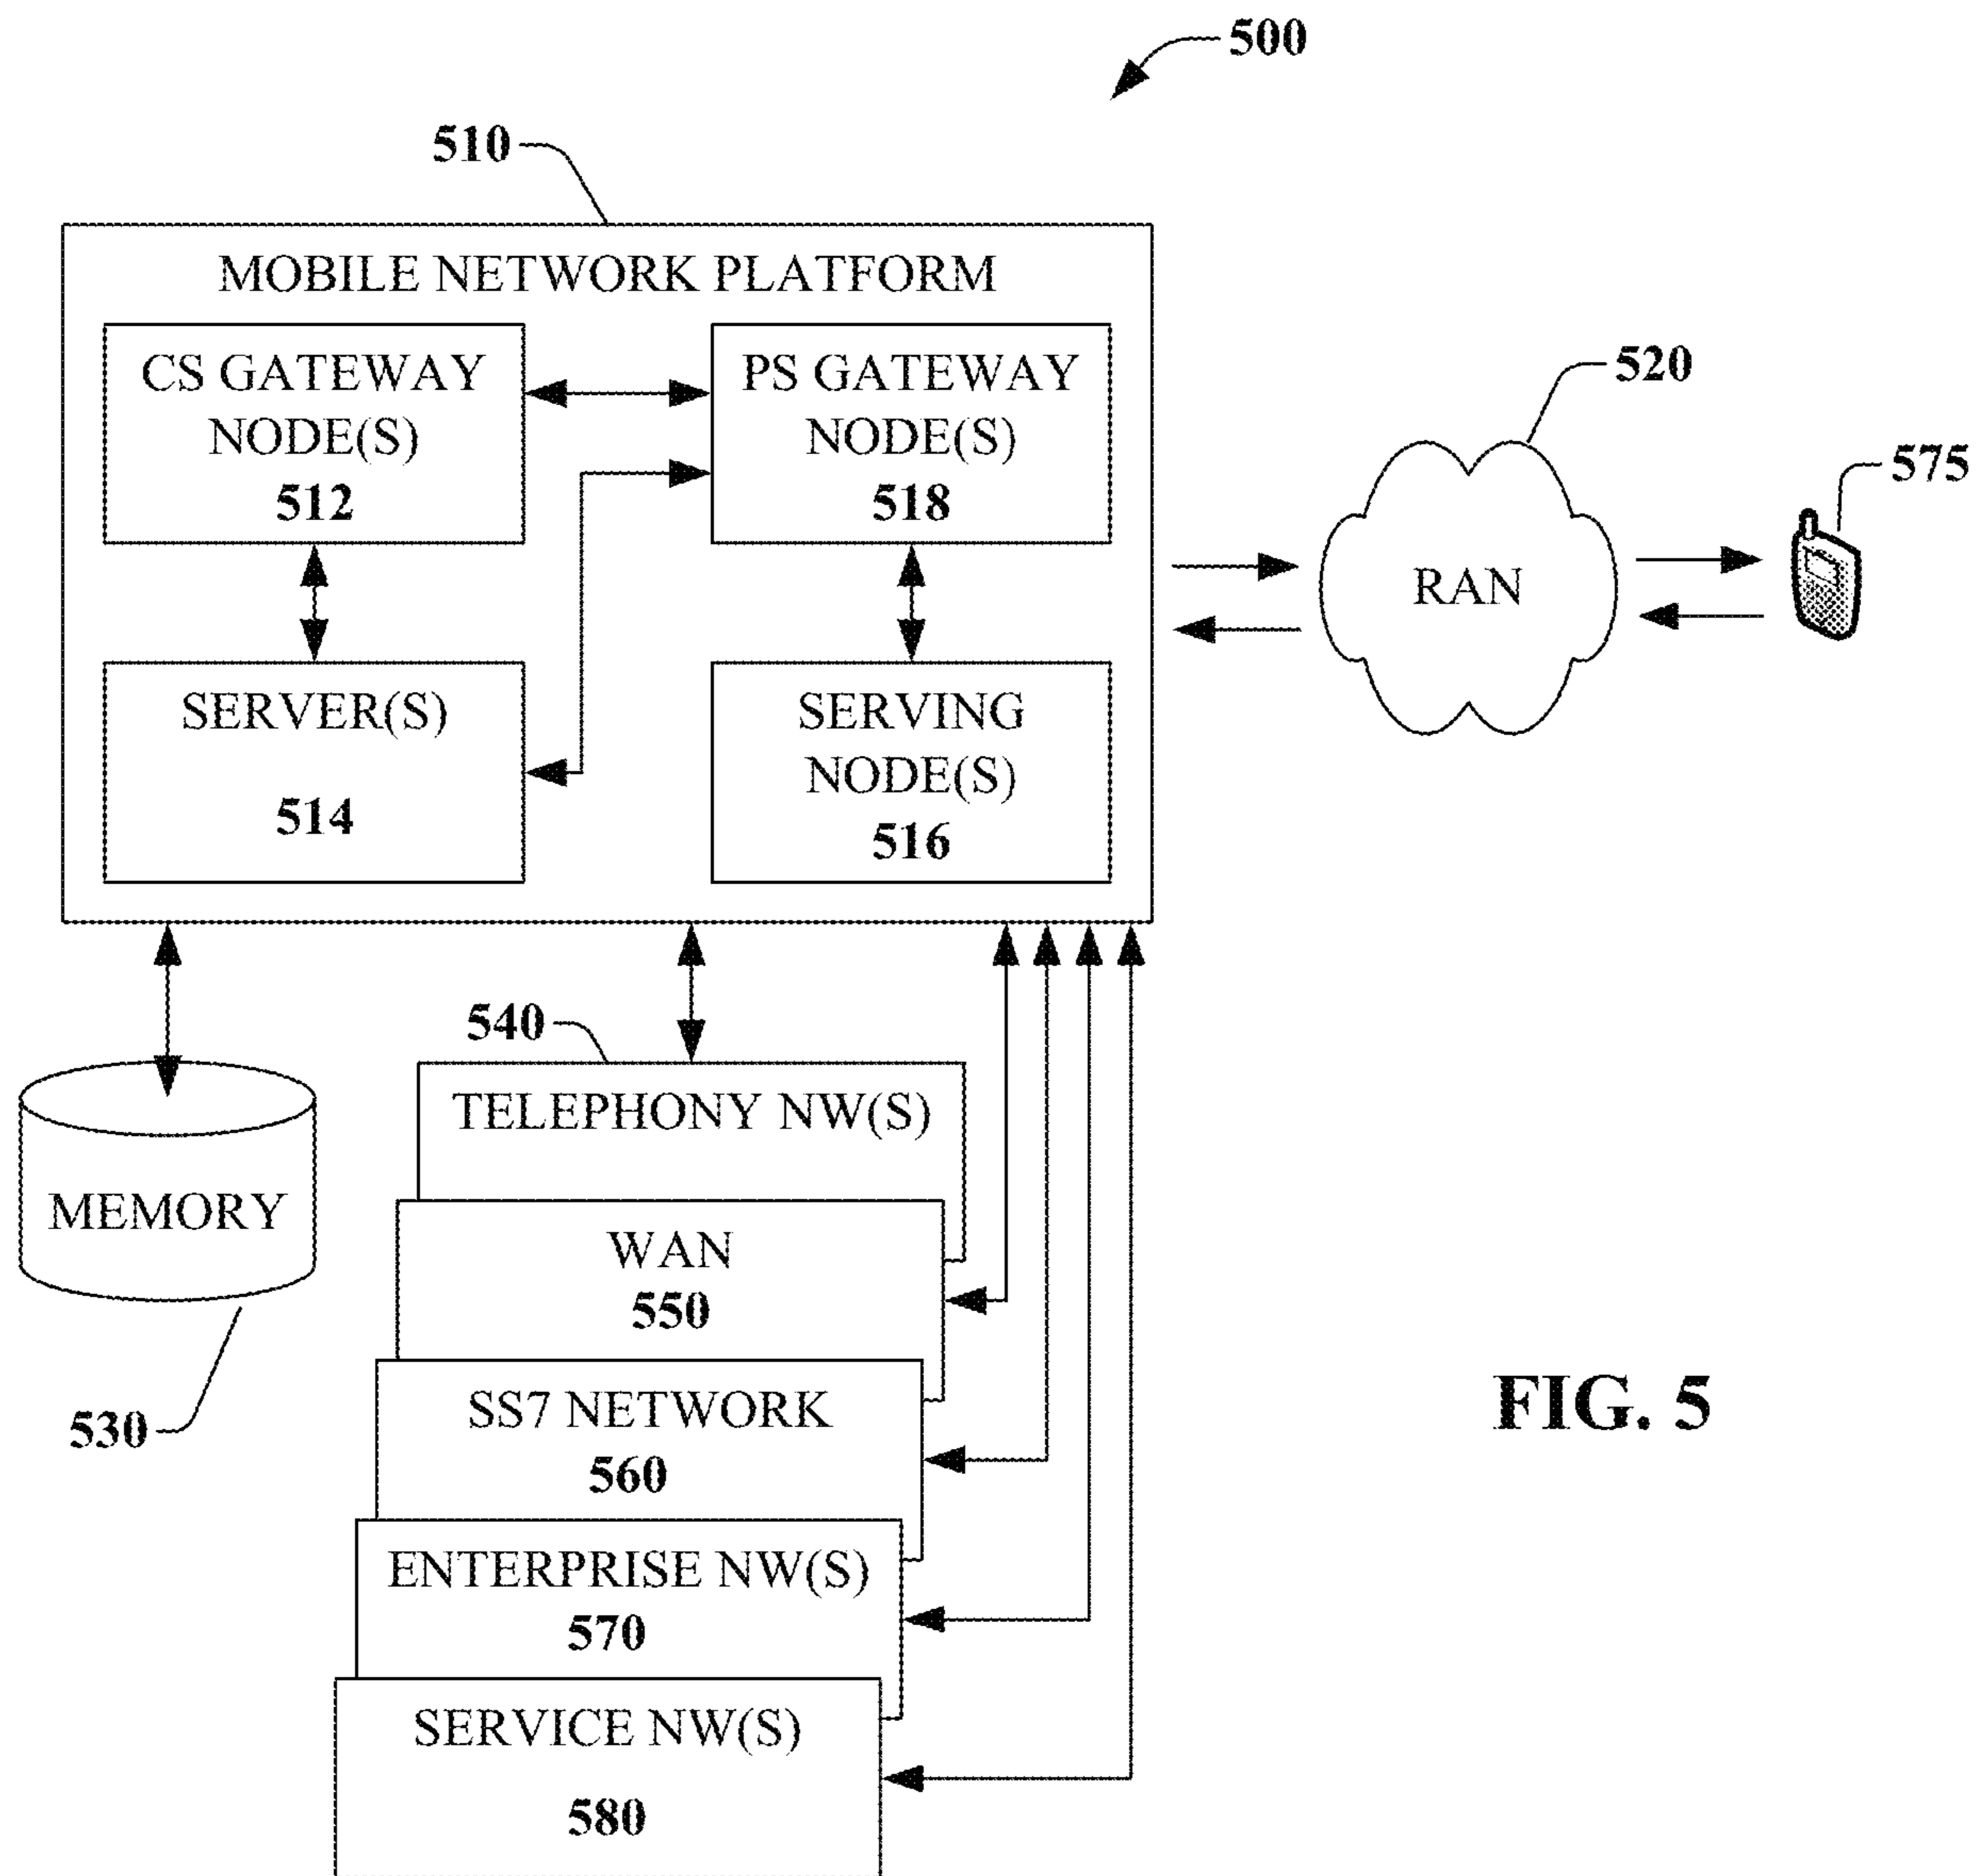 500
510
MOBILE NETWORK PLATFORM
CS GATEWAY
NODE(S)
512
PS GATEWAY
NODE(S)
518
SERVER(S)
514
SERVING
NODE(S)
516
520
RAN
575
540
TELEPHONY NW(S)
MEMORY
530
WAN
550
SS7 NETWORK
560
ENTERPRISE NW(S)
570
SERVICE NW(S)
580
FIG. 5